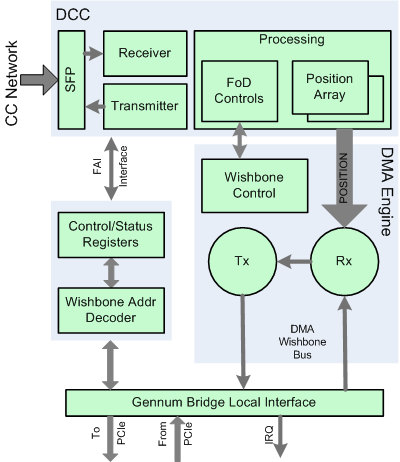 DCC
CC Network
SFP
Receiver
Transmitter
Processing
FoD
Controls
Position
Array
FAI
Interface
Wishbone
Control
POSITION
DMA Engine
Control/Status
Registers
Wishbone Addr
Decoder
Tx
Rx
DMA
Wishbone
Bus
Gennum Bridge Local Interface
To
PCIe
From
PCIe
IRQ